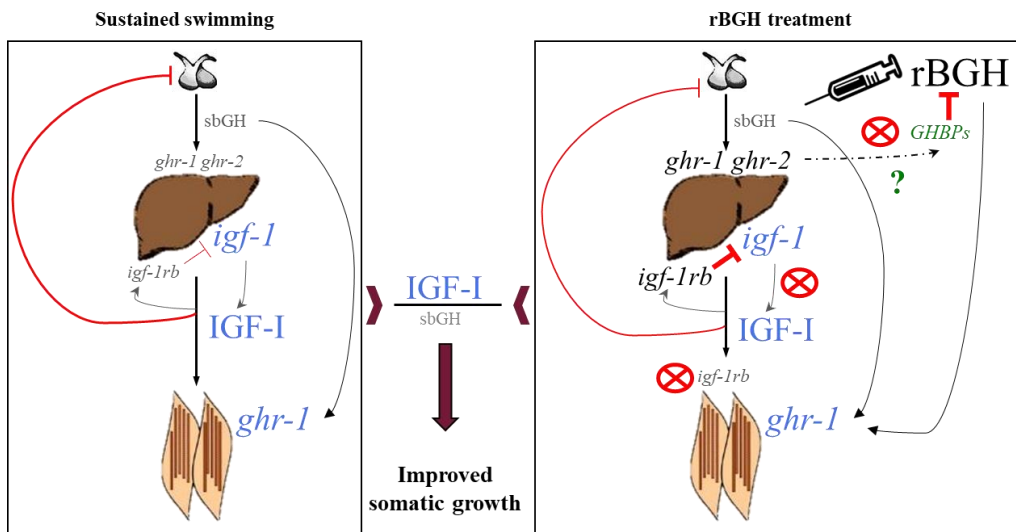 Sustained swimming
sbGH
ghr-1 ghr-2
igf-1
igf-1rb
IGF-I
ghr-1
IGF-I
sbGH
Improved
somatic growth
rBGH treatment
rBGH
sbGH
GHBPs
ghr-1 ghr-2
?
igf-1
igf-1rb
IGF-I
igf-1rb
ghr-1